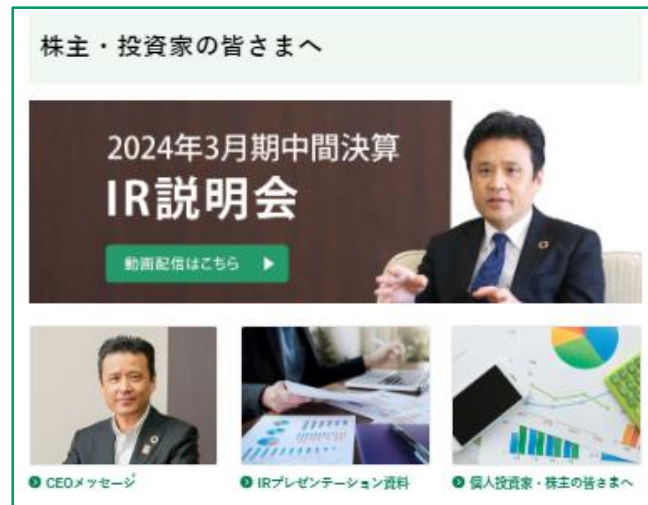 株主・投資家の皆さまへ
2024年3月期中間決算
IR説明会
動画配信はこちら
CEOメッセージ
IRプレゼンテーション資料
個人投資家・株主の皆さまへ